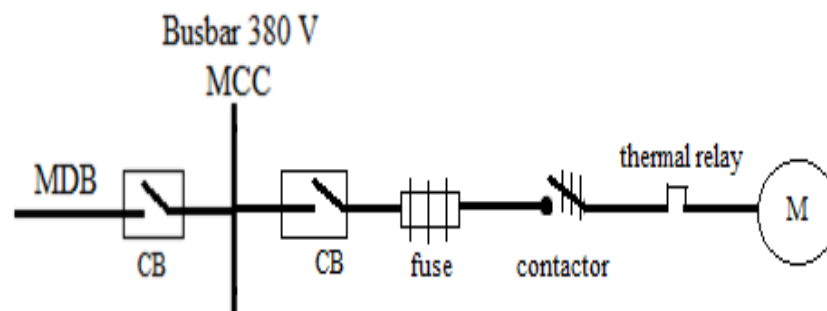 Busbar 380 V
MCC
thermal relay
MDB
M
CB
CB
fuse
contactor